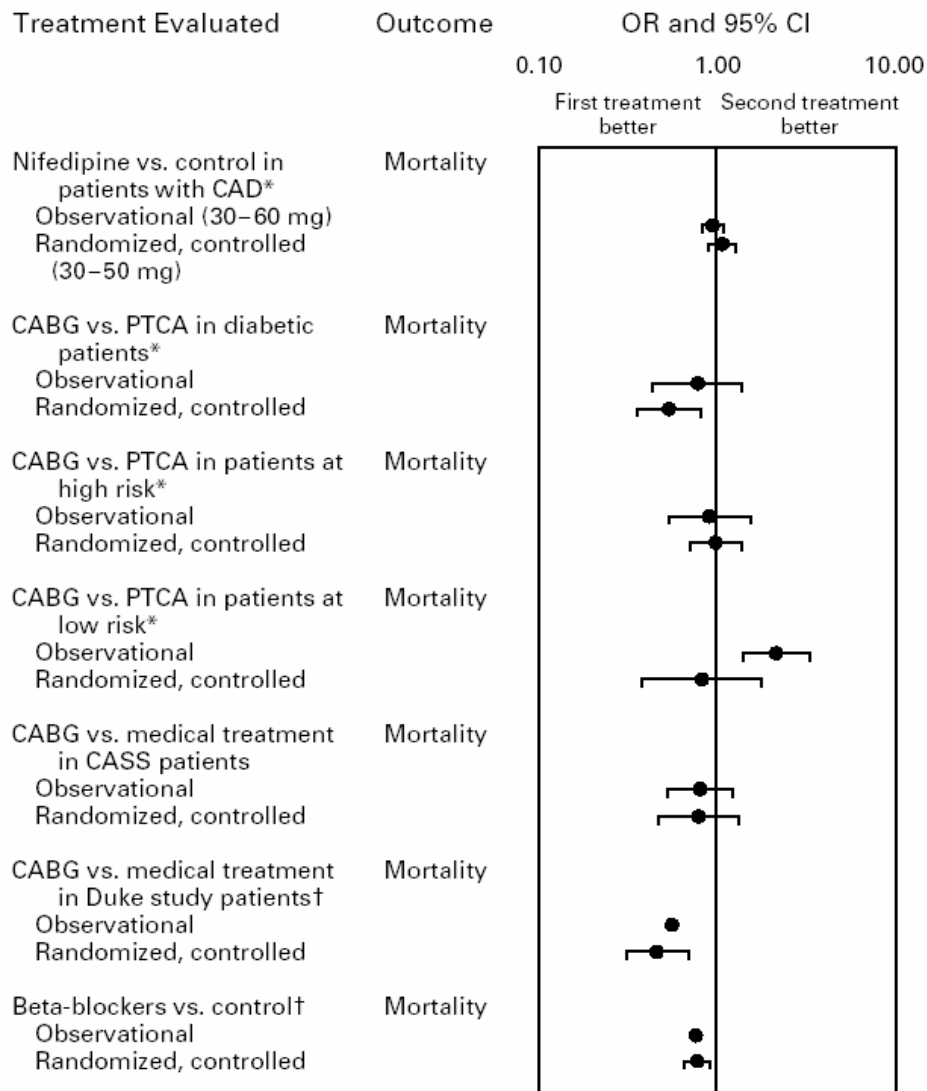 Treatment Evaluated Outcome OR and 95% CI
0.10 1.00 10.00
First treatment better Second treatment better
Nifedipine vs. control in Mortality
patients with CAD*
Observational (30–60 mg)
Randomized, controlled
(30–50 mg)
CABG vs. PTCA in diabetic Mortality
patients*
Observational
Randomized, controlled
CABG vs. PTCA in patients at Mortality
high risk*
Observational
Randomized, controlled
CABG vs. PTCA in patients at Mortality
low risk*
Observational
Randomized, controlled
CABG vs. medical treatment Mortality
in CASS patients
Observational
Randomized, controlled
CABG vs. medical treatment Mortality
in Duke study patients†
Observational
Randomized, controlled
Beta-blockers vs. control† Mortality
Observational
Randomized, controlled